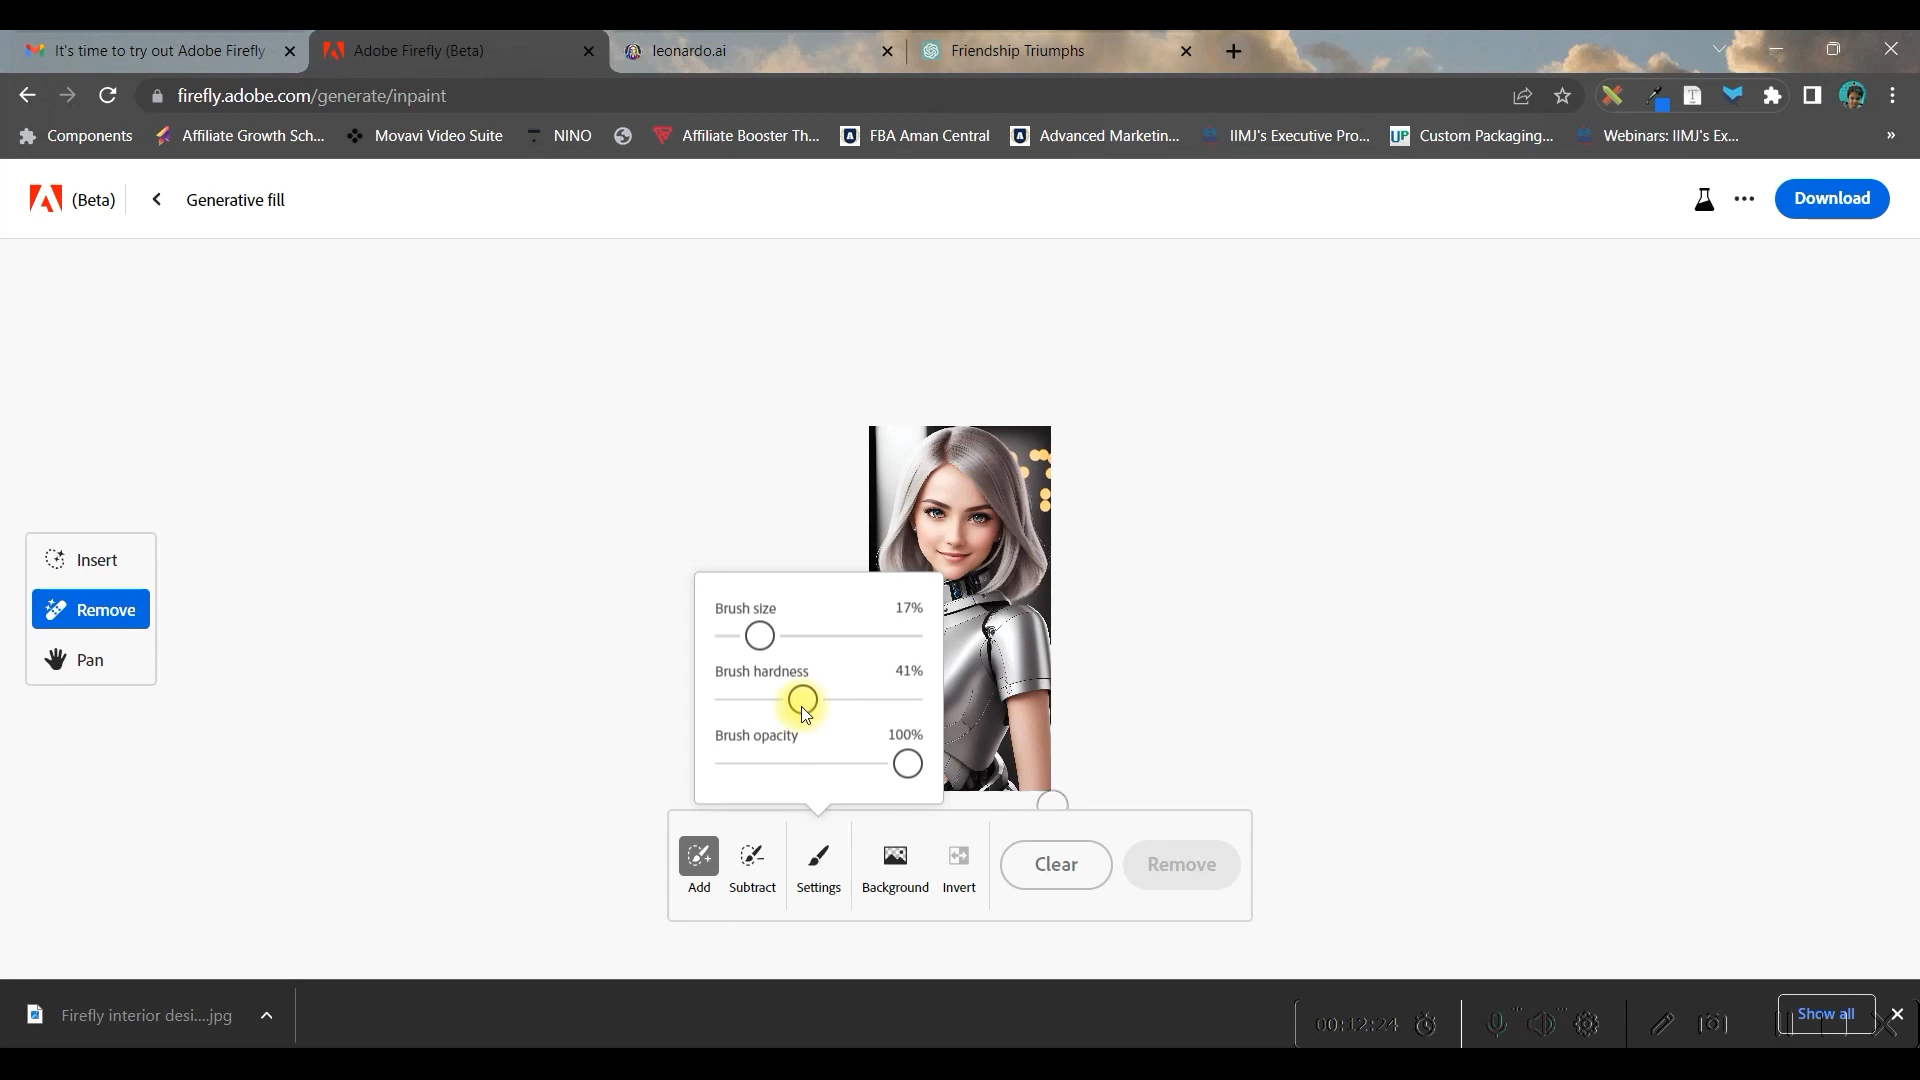 It's time to try out Adobe Firefly
Adobe Firefly (Beta)
leonardo.ai
Friendship Triumphs
firefly.adobe.com/generate/inpaint
Components
Affiliate Growth Sch...
Movavi Video Suite
NINO
Affiliate Booster Th...
FBA Aman Central
Advanced Marketin...
IIMJ's Executive Pro...
UP Custom Packaging...
Webinars: IIMJ's Ex...
»
(Beta)
Generative fill
Download
Insert
Remove
Pan
Brush size 17%
Brush hardness 41%
Brush opacity 100%
Add
Subtract
Settings
Background
Invert
Clear
Remove
Firefly interior desi....jpg
00:12:24
Show all